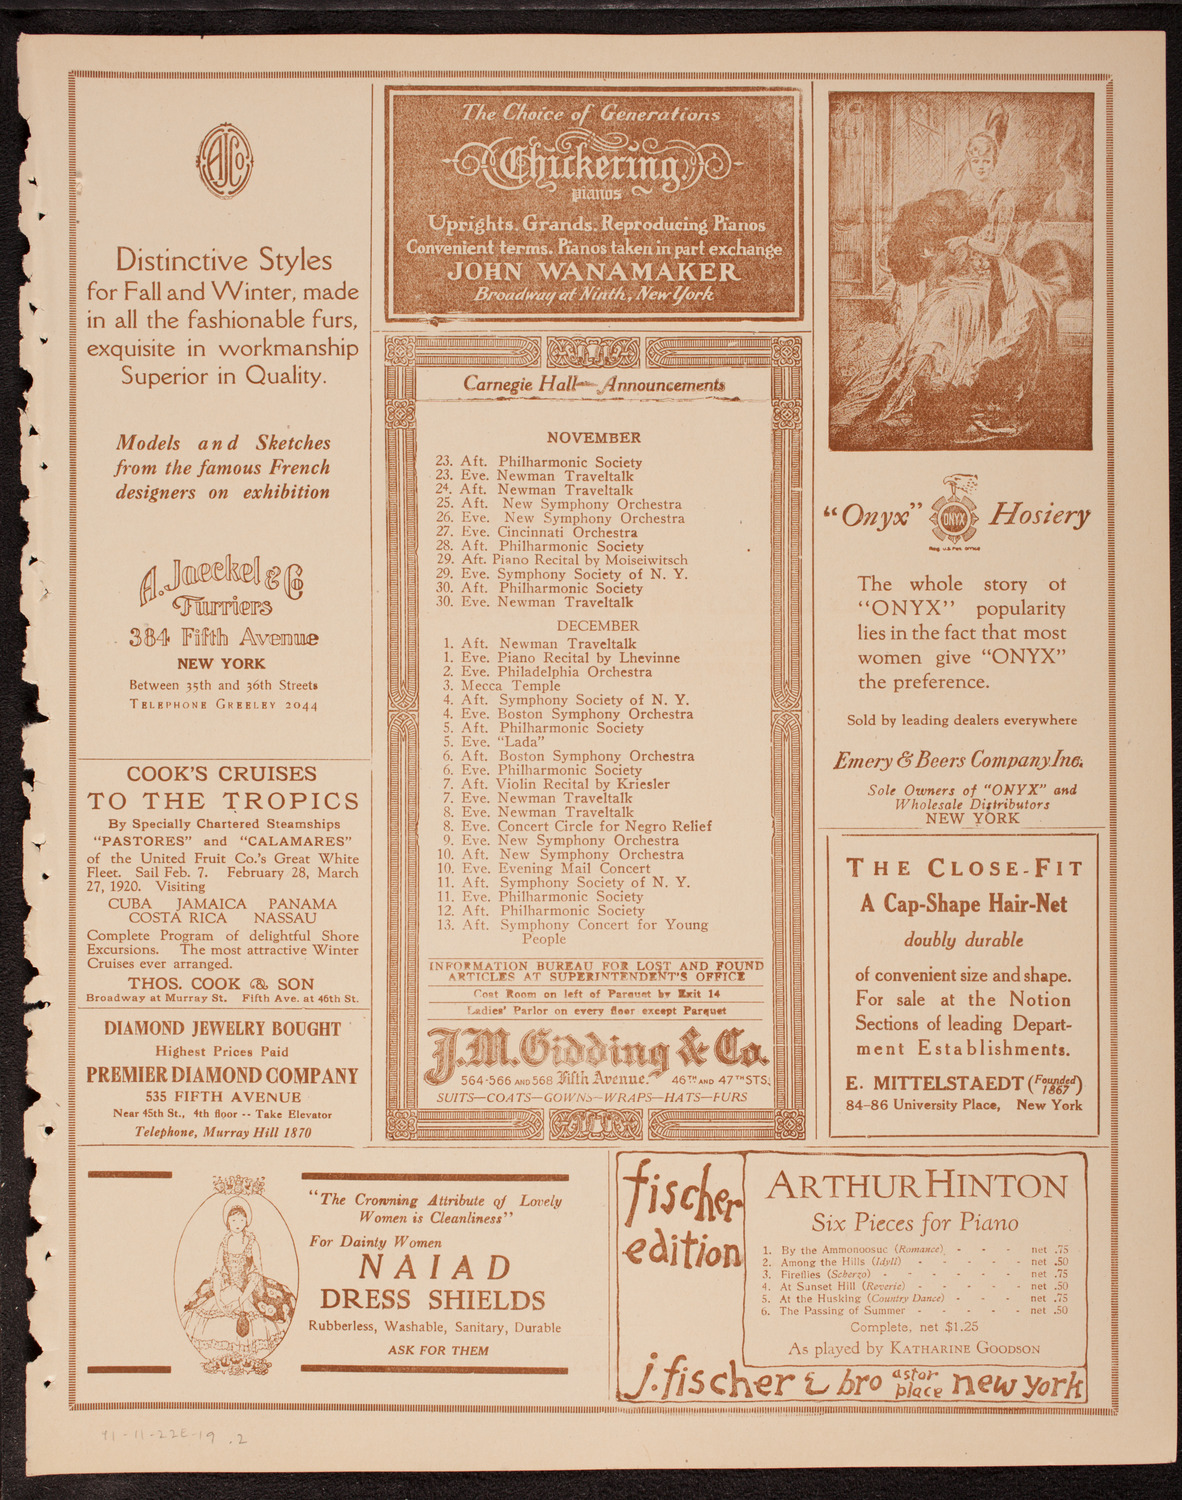 AJCo
Distinctive Styles
for Fall and Winter, made
in all the fashionable furs,
exquisite in workmanship
Superior in Quality.
Models and Sketches
from the famous French
designers on exhibition
A. Jaeckel & Co
Furriers
384 Fifth Avenue
NEW YORK
Between 35th and 36th Streets
TELEPHONE GREELEY 2044
COOK'S CRUISES
TO THE TROPICS
By Specially Chartered Steamships
"PASTORES" and "CALAMARES"
of the United Fruit Co.'s Great White
Fleet. Sail Feb. 7. February 28, March
27, 1920. Visiting
CUBA JAMAICA PANAMA
COSTA RICA NASSAU
Complete Program of delightful Shore
Excursions. The most attractive Winter
Cruises ever arranged.
THOS. COOK & SON
Broadway at Murray St. Fifth Ave. at 46th St.
DIAMOND JEWELRY BOUGHT
Highest Prices Paid
PREMIER DIAMOND COMPANY
535 FIFTH AVENUE
Near 45th St., 4th floor -- Take Elevator
Telephone, Murray Hill 1870
The Choice of Generations
Chickering
pianos
Uprights. Grands. Reproducing Pianos
Convenient terms. Pianos taken in part exchange
JOHN WANAMAKER
Broadway at Ninth, New York
Carnegie Hall - Announcements
NOVEMBER
23. Aft. Philharmonic Society
23. Eve. Newman Traveltalk
24. Aft. Newman Traveltalk
25. Aft. New Symphony Orchestra
26. Eve. New Symphony Orchestra
27. Eve. Cincinnati Orchestra
28. Aft. Philharmonic Society
29. Aft. Piano Recital by Moiseiwitsch
29. Eve. Symphony Society of N. Y.
30. Aft. Philharmonic Society
30. Eve. Newman Traveltalk
DECEMBER
1. Aft. Newman Traveltalk
1. Eve. Piano Recital by Lhevinne
2. Eve. Philadelphia Orchestra
3. Mecca Temple
4. Aft. Symphony Society of N. Y.
4. Eve. Boston Symphony Orchestra
5. Aft. Philharmonic Society
5. Eve. "Lada"
6. Aft. Boston Symphony Orchestra
6. Eve. Philharmonic Society
7. Aft. Violin Recital by Kriesler
7. Eve. Newman Traveltalk
8. Eve. Newman Traveltalk
8. Eve. Concert Circle for Negro Relief
9. Eve. New Symphony Orchestra
10. Aft. New Symphony Orchestra
10. Eve. Evening Mail Concert
11. Aft. Symphony Society of N. Y.
11. Eve. Philharmonic Society
12. Aft. Philharmonic Society
13. Aft. Symphony Concert for Young
People
INFORMATION BUREAU FOR LOST AND FOUND
ARTICLES AT SUPERINTENDENT'S OFFICE
Coat Room on left of Parquet by Exit 14
Ladies' Parlor on every floor except Parquet
J.M. Gidding & Co.
564-566 AND 568 Fifth Avenue. 46TH AND 47TH STS.
SUITS—COATS—GOWNS—WRAPS—HATS—FURS
"Onyx" Hosiery
ONYX
Reg. U.S. Pat. Office
The whole story of
"ONYX" popularity
lies in the fact that most
women give "ONYX"
the preference.
Sold by leading dealers everywhere
Emery & Beers Company Inc.
Sole Owners of "ONYX" and
Wholesale Distributors
NEW YORK
THE CLOSE-FIT
A Cap-Shape Hair-Net
doubly durable
of convenient size and shape.
For sale at the Notion
Sections of leading Depart-
ment Establishments.
E. MITTELSTAEDT (Founded 1867)
84-86 University Place, New York
"The Crowning Attribute of Lovely
Women is Cleanliness"
For Dainty Women
NAIAD
DRESS SHIELDS
Rubberless, Washable, Sanitary, Durable
ASK FOR THEM
fischer
edition
ARTHUR HINTON
Six Pieces for Piano
1. By the Ammonoosuc (Romance) - - - net .75
2. Among the Hills (Idyll) - - - - - net .50
3. Fireflies (Scherzo) - - - - - net .75
4. At Sunset Hill (Reverie) - - - - - net .50
5. At the Husking (Country Dance) - - - net .75
6. The Passing of Summer - - - - - net .50
Complete, net $1.25
As played by KATHARINE GOODSON
j. fischer & bro astor place new york
11-11-22E-19 .2